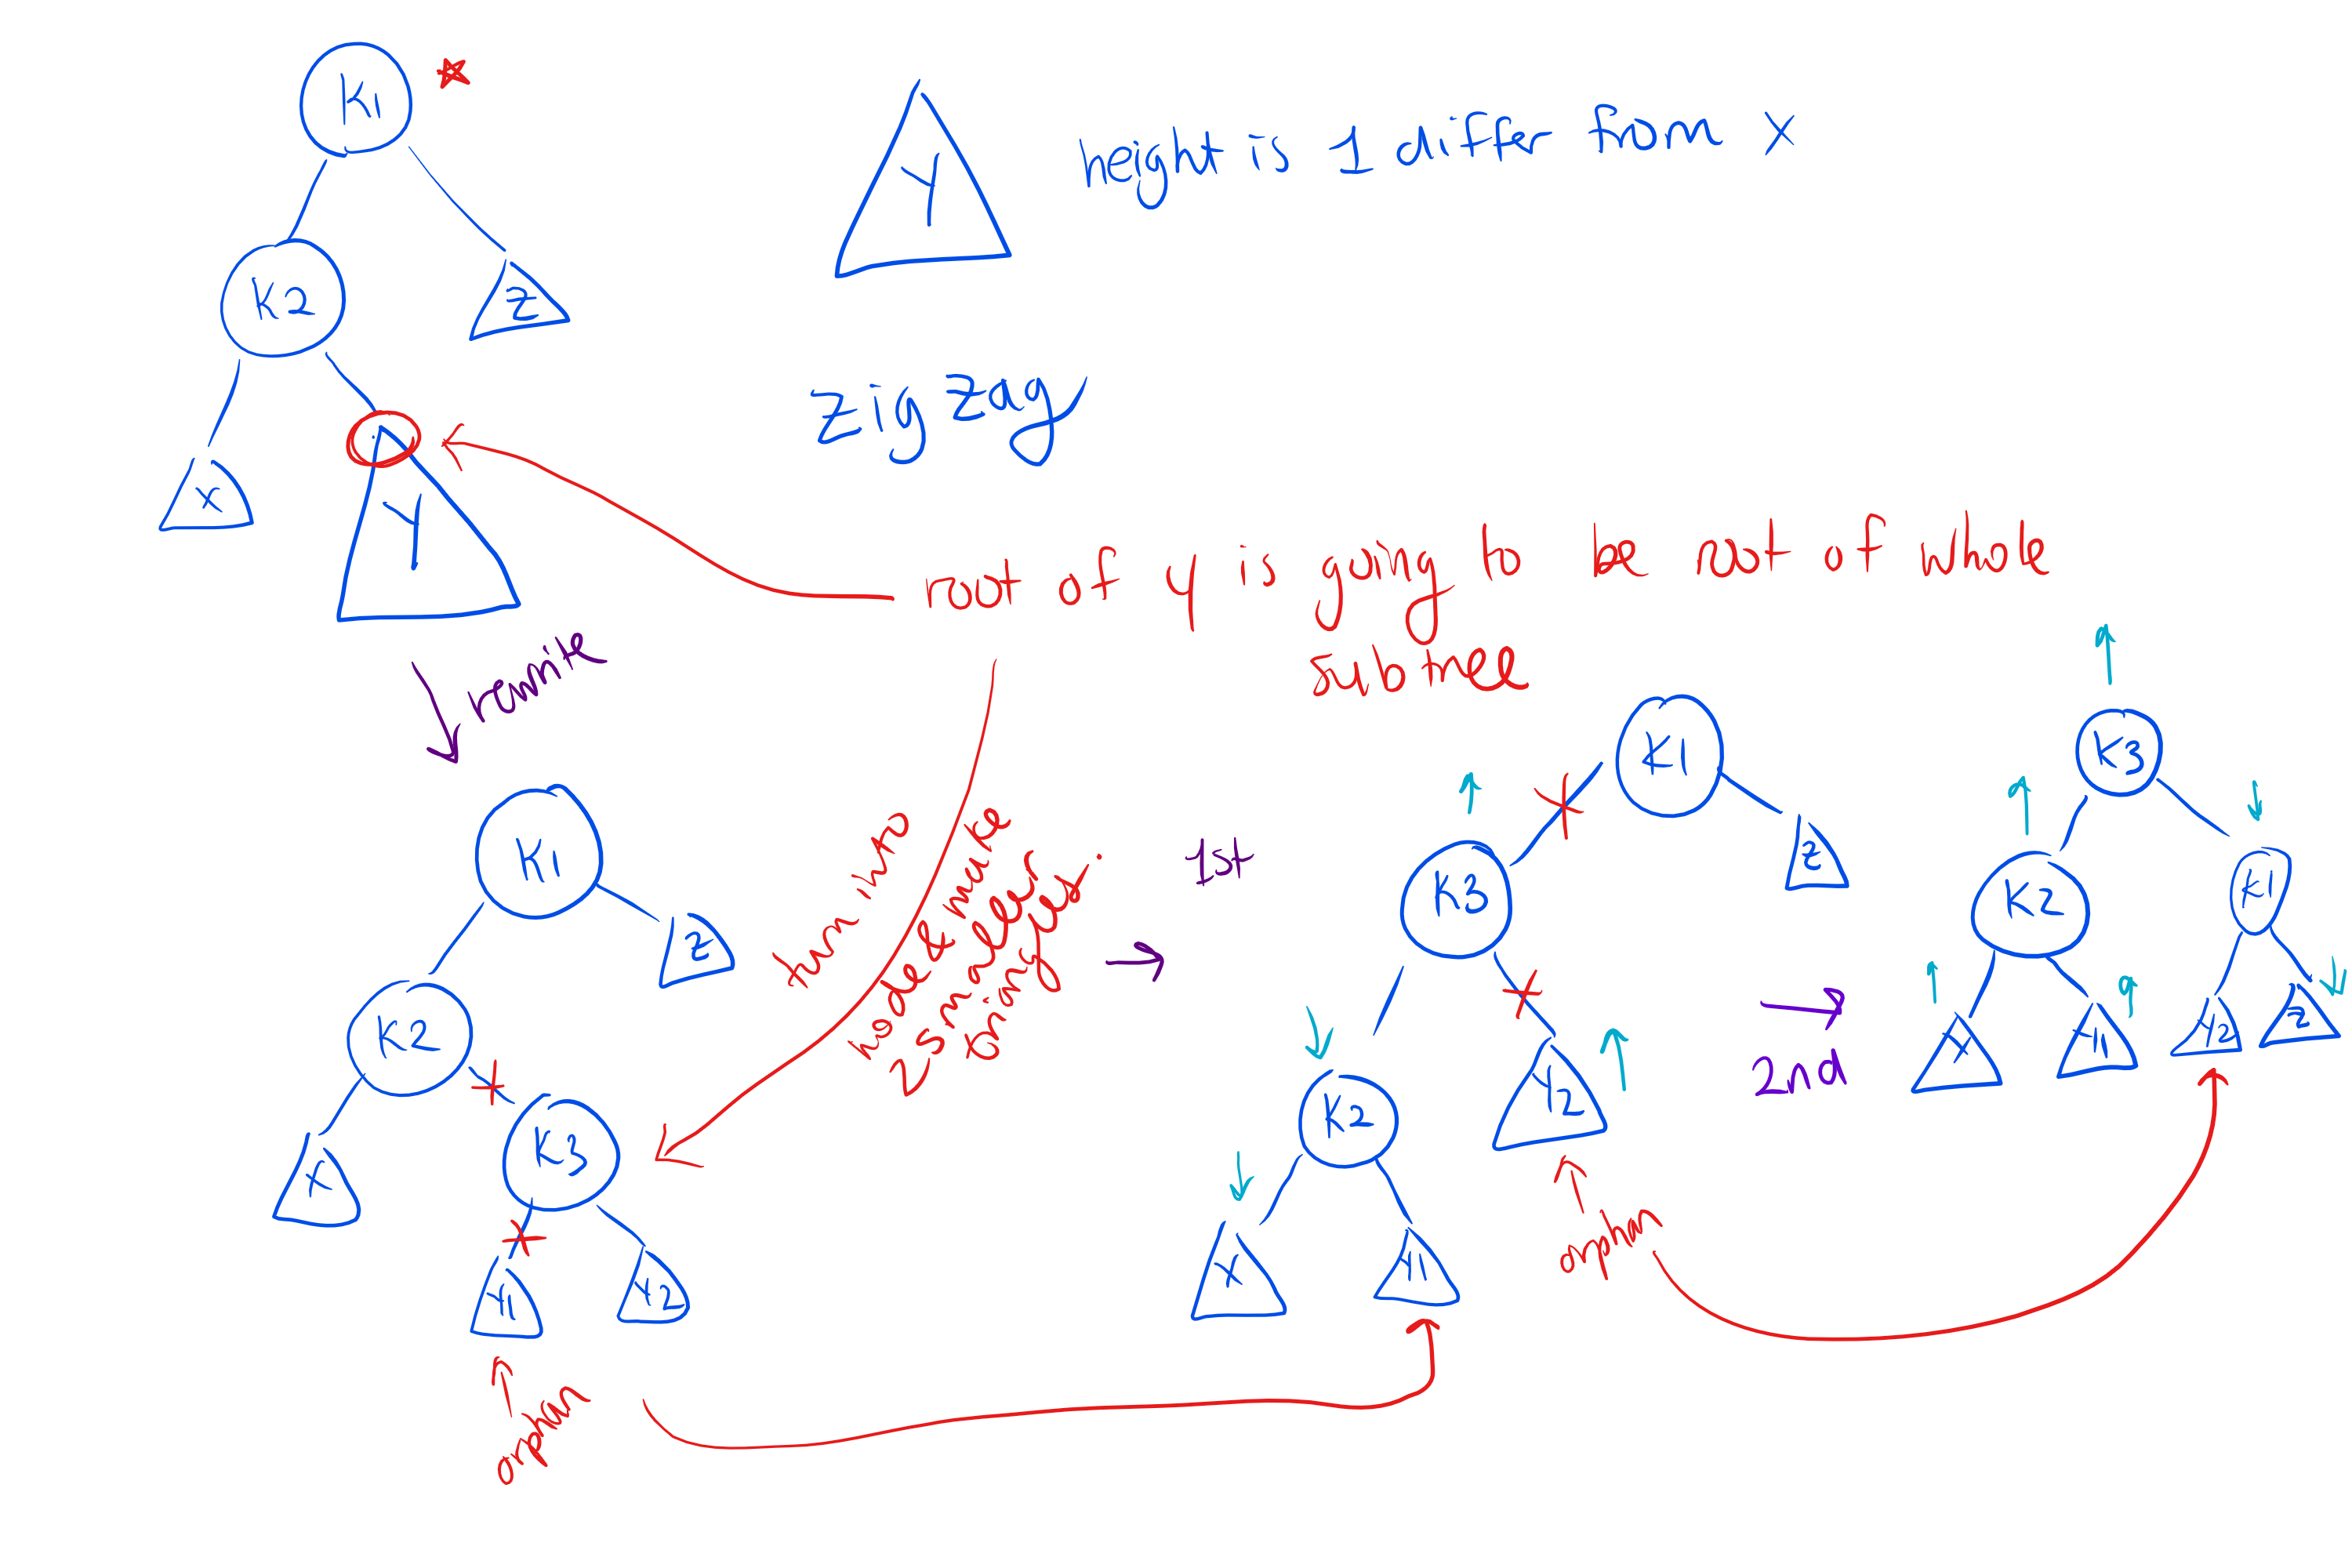 K1
Y
height is 1 differ from X
K2
Z
X
Y
zig zag
root of Y is going to be root of whole
subtree
rewrite
K1
Z
K2
X
K3
Y1
Y2
orphan
turn into
node to make
it smaller
1st
K1
K3
Z
K2
Y2
X
Y1
orphan
2nd
K3
K2
K1
X
Y1
Y2
Z